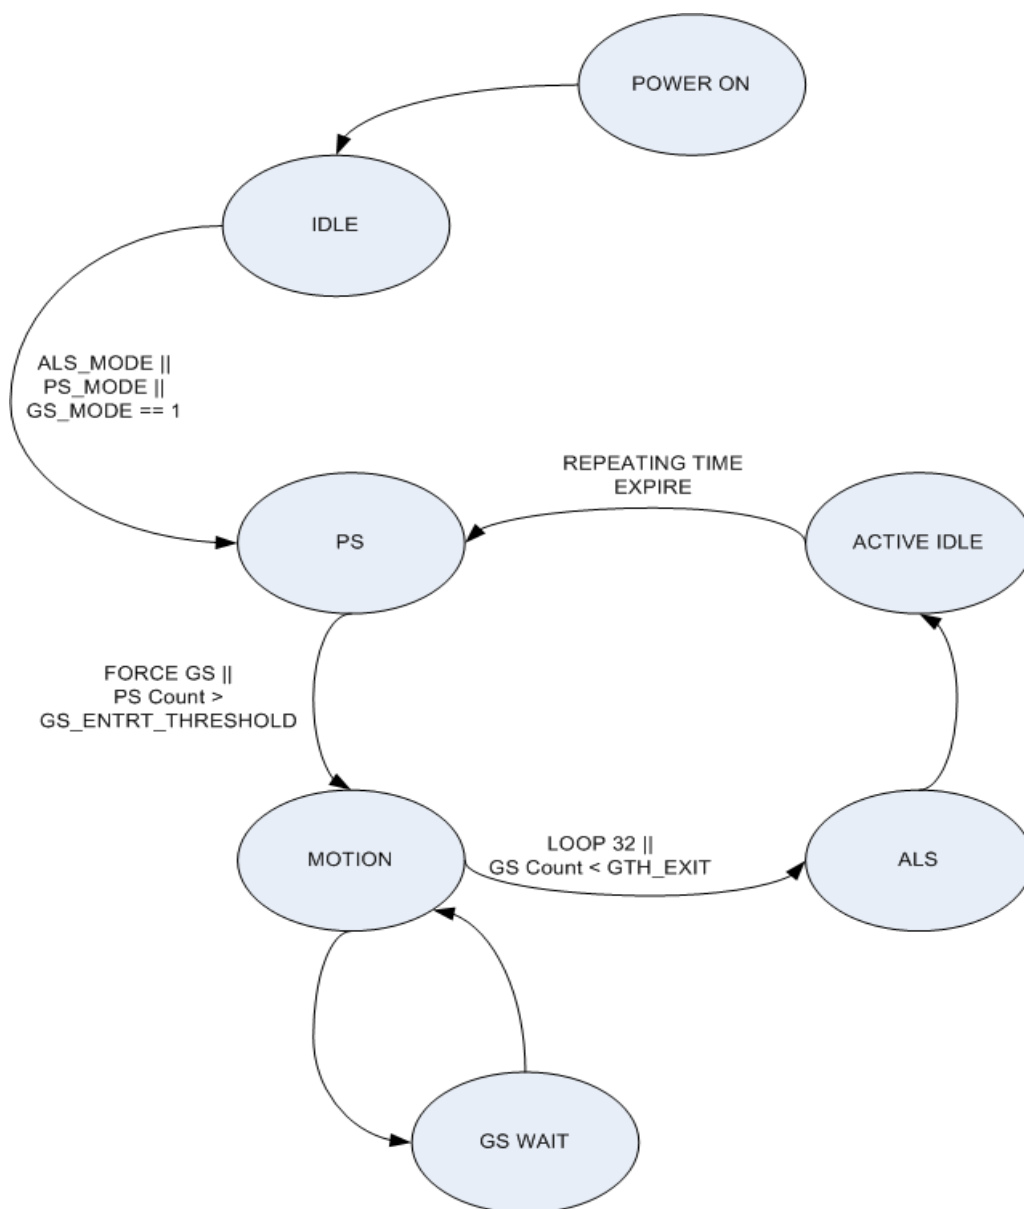 POWER ON
IDLE
ALS_MODE ||
PS_MODE ||
GS_MODE == 1
REPEATING TIME
EXPIRE
PS
ACTIVE IDLE
FORCE GS ||
PS Count >
GS_ENTRT_THRESHOLD
MOTION
LOOP 32 ||
GS Count < GTH_EXIT
ALS
GS WAIT